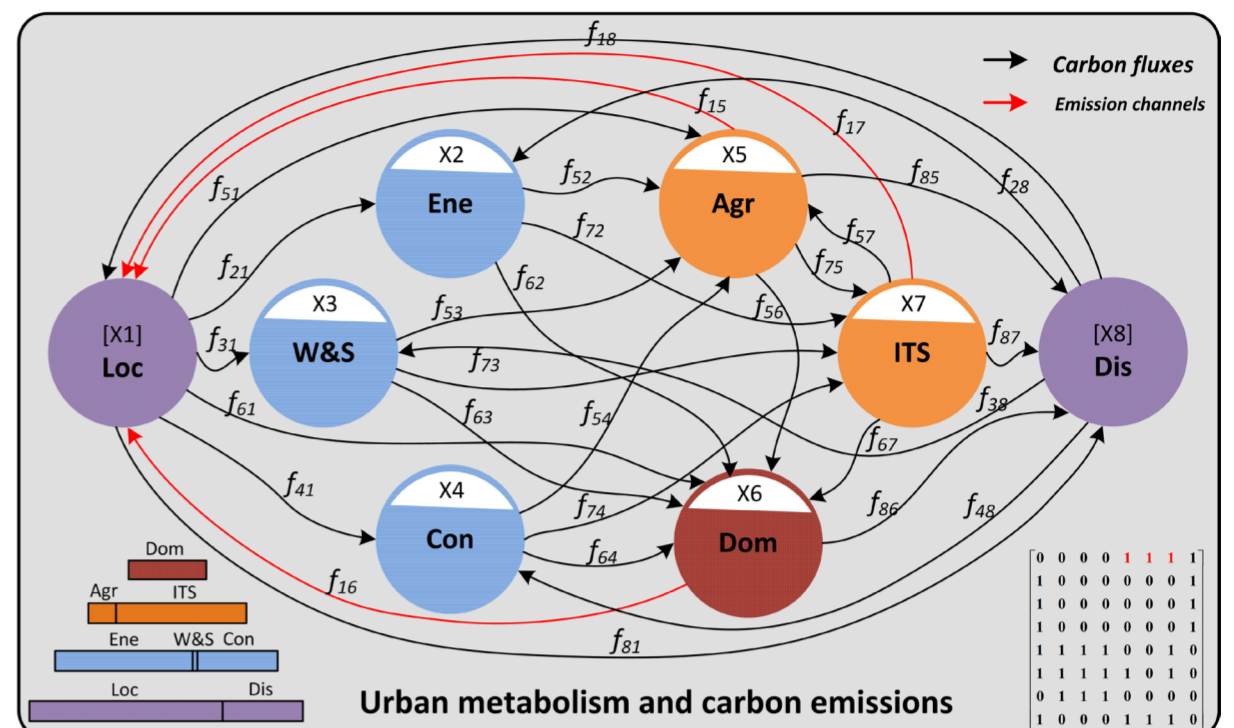 f18
Carbon fluxes
Emission channels
f15
f17
X2
Ene
X5
Agr
f51
f52
f85
f28
f21
f72
f57
f75
f62
[X1]
Loc
f31
X3
W&S
f53
f56
X7
ITS
f87
[X8]
Dis
f73
f61
f63
f54
f38
f67
f41
X4
Con
f74
f64
X6
Dom
f86
f48
f16
f81
Dom
Agr ITS
Ene W&S Con
Loc Dis
Urban metabolism and carbon emissions
0 0 0 0 1 1 1 1
1 0 0 0 0 0 0 1
1 0 0 0 0 0 0 1
1 0 0 0 0 0 0 1
1 1 1 1 0 0 1 0
1 1 1 1 1 0 1 0
0 1 1 1 0 0 0 0
1 0 0 0 1 1 1 0